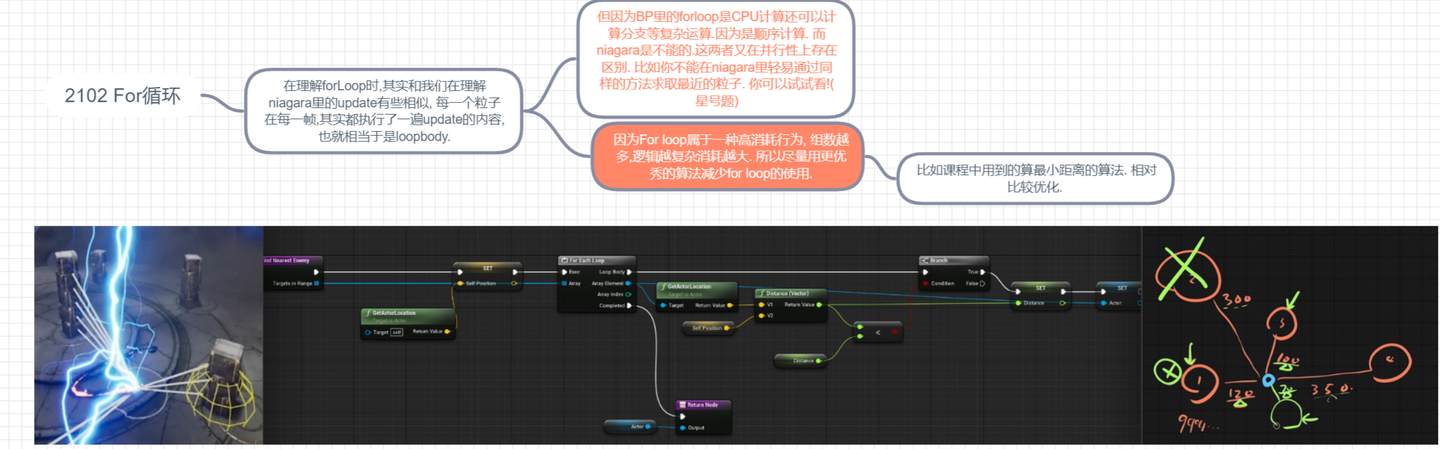 2102 For循环
在理解forLoop时,其实和我们在理解
niagara里的update有些相似, 每一个粒子
在每一帧,其实都执行了一遍update的内容,
也就相当于是loopbody.
但因为BP里的forloop是CPU计算还可以计
算分支等复杂运算.因为是顺序计算. 而
niagara是不能的.这两者又在并行性上存在
区别. 比如你不能在niagara里轻易通过同
样的方法求取最近的粒子. 你可以试试看!(
星号题)
因为For loop属于一种高消耗行为, 组数越
多,逻辑越复杂消耗越大. 所以尽量用更优
秀的算法减少for loop的使用.
比如课程中用到的算最小距离的算法. 相对
比较优化.
ind Nearest Enemy
Targets in Range
GetActorLocation
Target is Actor
Target self
Return Value
SET
Self Position
For Each Loop
Exec
Loop Body
Array
Array Element
Array Index
Completed
GetActorLocation
Target is Actor
Target
Return Value
Self Position
Distance (Vector)
V1
Return Value
V2
Distance
<
Branch
True
Condition
False
SET
Distance
SET
Actor
Actor
Return Node
Output
300
3
100
4
1
120
350.